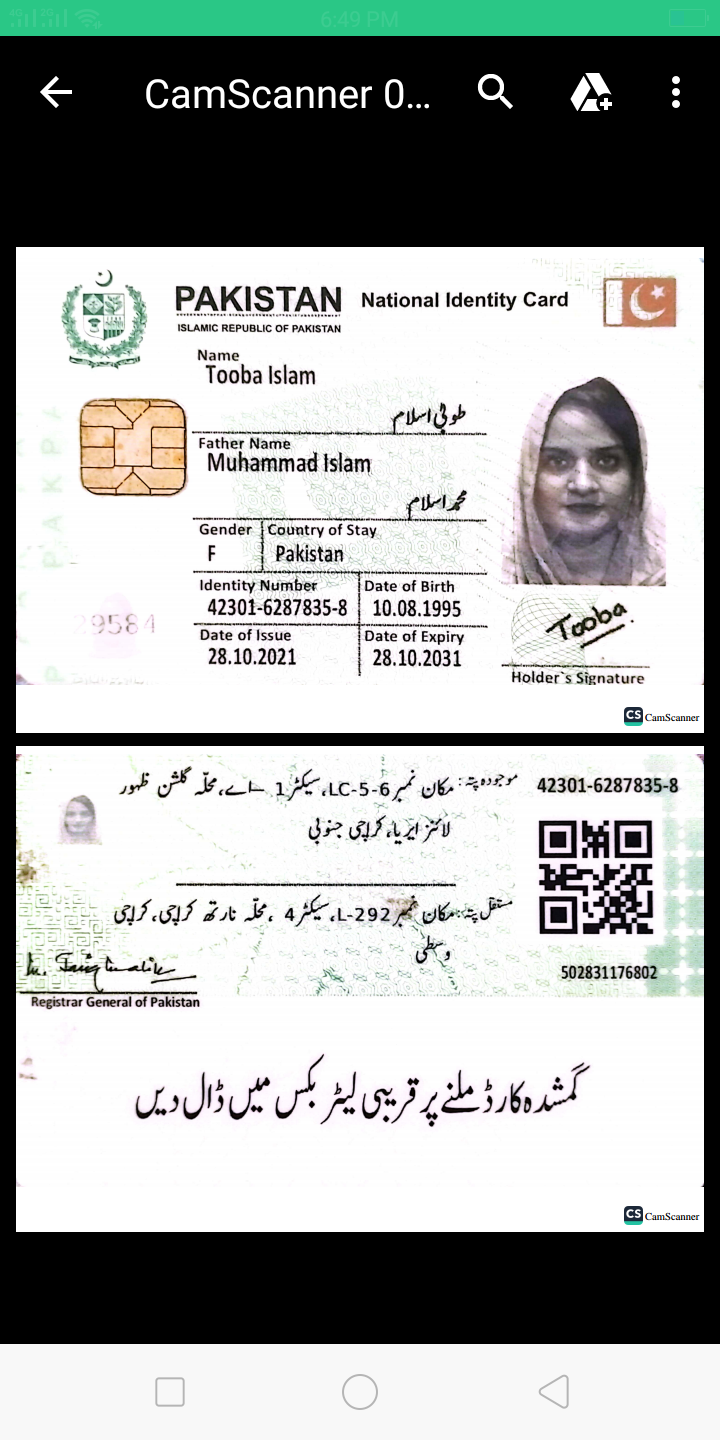 6:49 PM
CamScanner 0...
PAKISTAN National Identity Card
ISLAMIC REPUBLIC OF PAKISTAN
Name
Tooba Islam
طوبیٰ اسلام
Father Name
Muhammad Islam
محمد اسلام
Gender Country of Stay
F Pakistan
Identity Number Date of Birth
42301-6287835-8 10.08.1995
Date of Issue Date of Expiry
28.10.2021 28.10.2031
29584
Tooba
Holder`s Signature
CS CamScanner
42301-6287835-8
موجودہ پتہ: مکان نمبر LC-5-6، سیکٹر 1 اے، محلّہ گلشن ظہور
لائنز ایریا، کراچی جنوبی
مستقل پتہ: مکان نمبر L-292، سیکٹر 4، محلّہ نارتھ کراچی، کراچی
وسطی
502831176802
Registrar General of Pakistan
گمشدہ کارڈ ملنے پر قریبی لیٹر بکس میں ڈال دیں
CS CamScanner